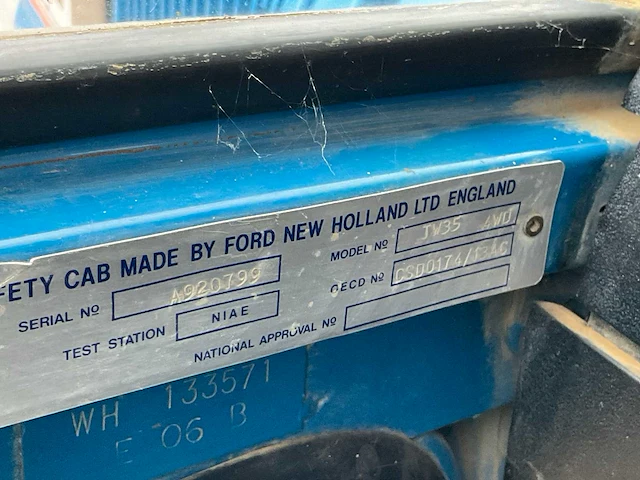 FETY CAB MADE BY FORD NEW HOLLAND LTD ENGLAND
SERIAL Nº A920799
MODEL Nº JW35 4WD
TEST STATION NIAE
OECD Nº
NATIONAL APPROVAL Nº
WH 133571
E 06 B